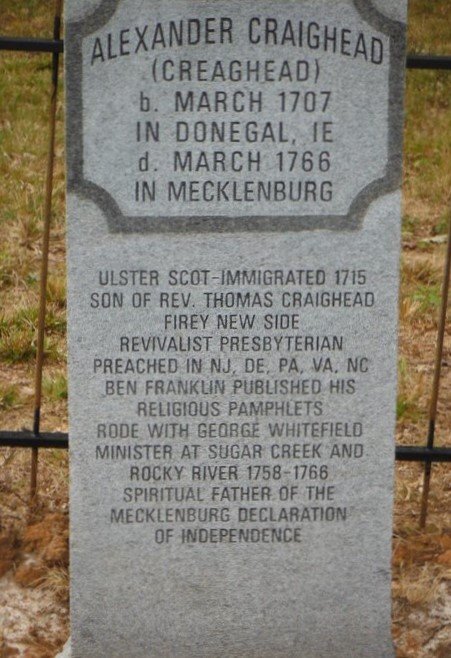 ALEXANDER CRAIGHEAD
(CREAGHEAD)
b. MARCH 1707
IN DONEGAL, IE
d. MARCH 1766
IN MECKLENBURG
ULSTER SCOT-IMMIGRATED 1715
SON OF REV. THOMAS CRAIGHEAD
FIREY NEW SIDE
REVIVALIST PRESBYTERIAN
PREACHED IN NJ, DE, PA, VA, NC
BEN FRANKLIN PUBLISHED HIS
RELIGIOUS PAMPHLETS
RODE WITH GEORGE WHITEFIELD
MINISTER AT SUGAR CREEK AND
ROCKY RIVER 1758-1766
SPIRITUAL FATHER OF THE
MECKLENBURG DECLARATION
OF INDEPENDENCE